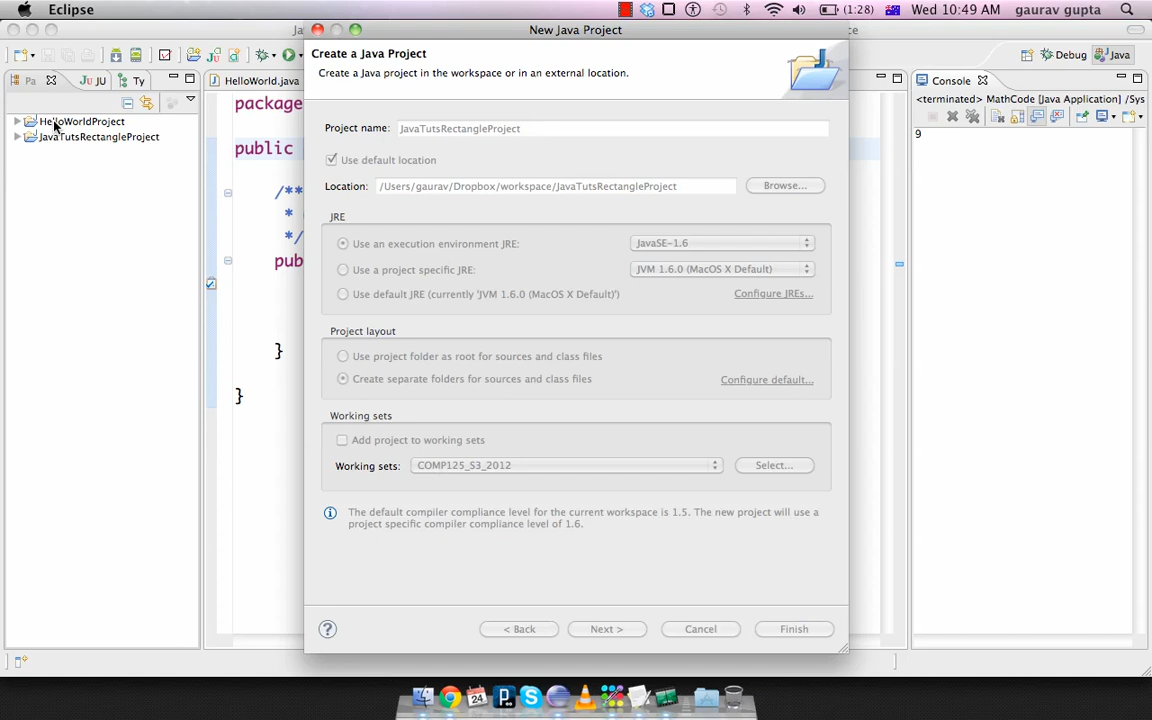 Eclipse
(1:28)
Wed 10:49 AM
gaurav gupta
New Java Project
ce
Debug
Java
Pa
JU
Ty
HelloWorld.java
Create a Java Project
Create a Java project in the workspace or in an external location.
Console
<terminated> MathCode [Java Application] /Sys
9
HelloWorldProject
JavaTutsRectangleProject
package
public
/**
*
*/
pub
}
}
Project name:
JavaTutsRectangleProject
Use default location
Location:
/Users/gaurav/Dropbox/workspace/JavaTutsRectangleProject
Browse...
JRE
Use an execution environment JRE:
JavaSE-1.6
Use a project specific JRE:
JVM 1.6.0 (MacOS X Default)
Use default JRE (currently 'JVM 1.6.0 (MacOS X Default)')
Configure JREs...
Project layout
Use project folder as root for sources and class files
Create separate folders for sources and class files
Configure default...
Working sets
Add project to working sets
Working sets:
COMP125_S3_2012
Select...
The default compiler compliance level for the current workspace is 1.5. The new project will use a
project specific compiler compliance level of 1.6.
?
< Back
Next >
Cancel
Finish
24